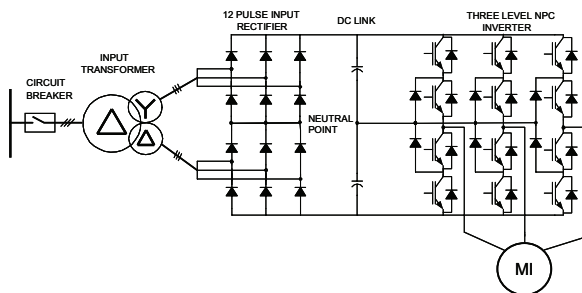 12 PULSE INPUT
RECTIFIER
DC LINK
THREE LEVEL NPC
INVERTER
INPUT
TRANSFORMER
CIRCUIT
BREAKER
NEUTRAL
POINT
MI